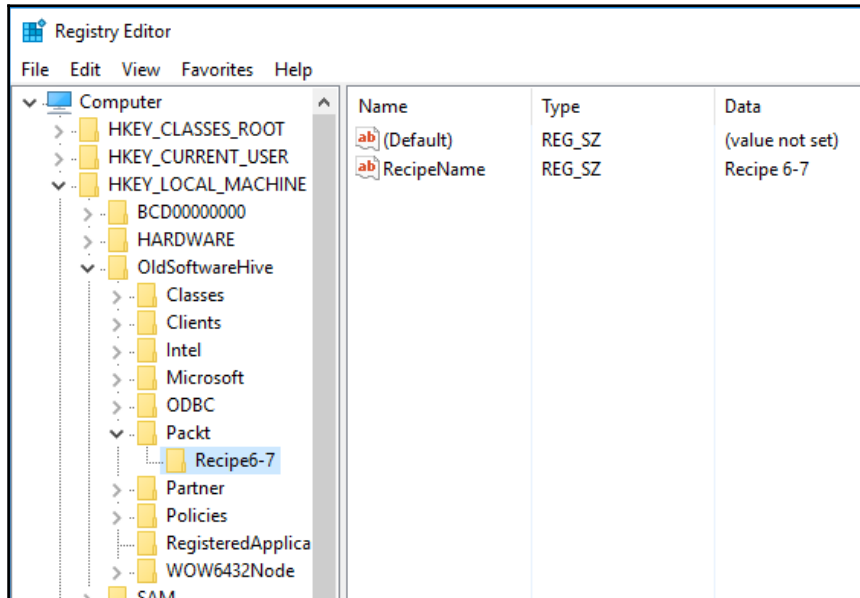 Registry Editor
File Edit View Favorites Help
Computer
HKEY_CLASSES_ROOT
HKEY_CURRENT_USER
HKEY_LOCAL_MACHINE
BCD00000000
HARDWARE
OldSoftwareHive
Classes
Clients
Intel
Microsoft
ODBC
Packt
Recipe6-7
Partner
Policies
RegisteredApplica
WOW6432Node
SAM
Name Type Data
ab (Default) REG_SZ (value not set)
ab RecipeName REG_SZ Recipe 6-7